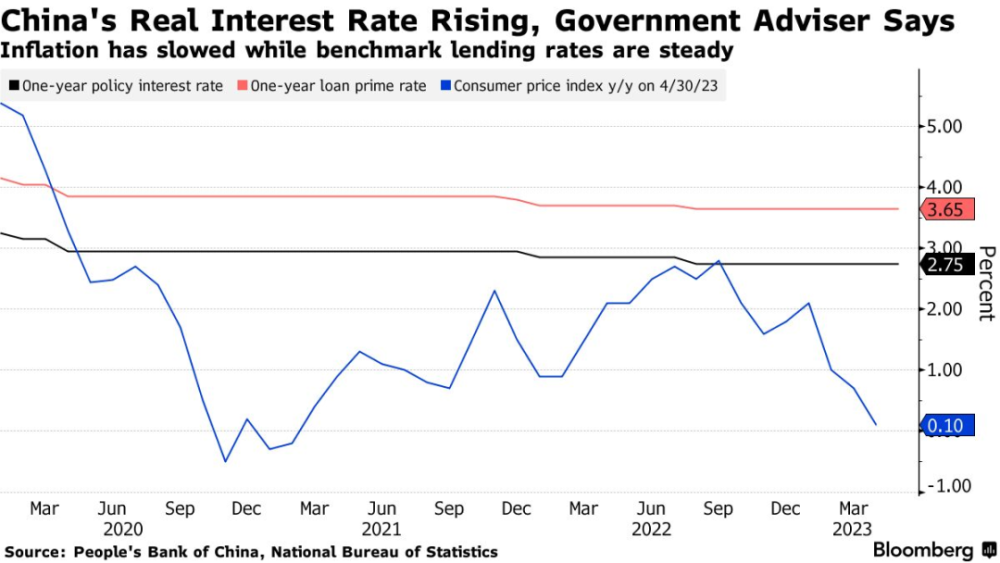 China's Real Interest Rate Rising, Government Adviser Says
Inflation has slowed while benchmark lending rates are steady
One-year policy interest rate One-year loan prime rate Consumer price index y/y on 4/30/23
5.00
4.00
3.65
3.00
2.75
Percent
2.00
1.00
0.10
-1.00
Mar Jun Sep Dec Mar Jun Sep Dec Mar Jun Sep Dec Mar
2020 2021 2022 2023
Source: People's Bank of China, National Bureau of Statistics
Bloomberg